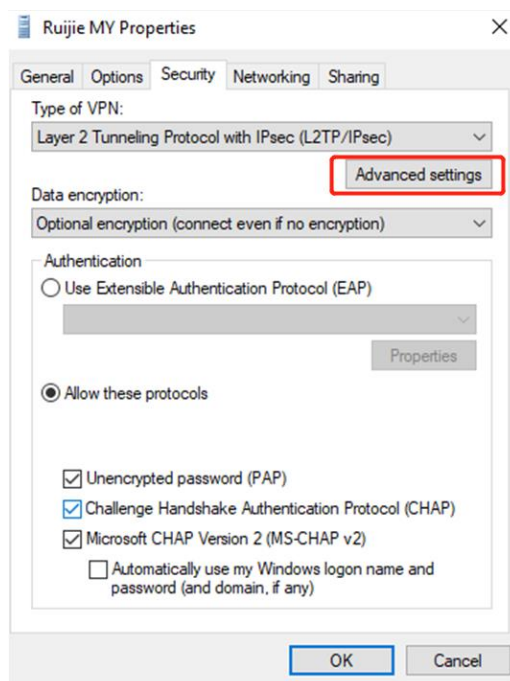 Ruijie MY Properties
General Options Security Networking Sharing
Type of VPN:
Layer 2 Tunneling Protocol with IPsec (L2TP/IPsec)
Advanced settings
Data encryption:
Optional encryption (connect even if no encryption)
Authentication
Use Extensible Authentication Protocol (EAP)
Properties
Allow these protocols
Unencrypted password (PAP)
Challenge Handshake Authentication Protocol (CHAP)
Microsoft CHAP Version 2 (MS-CHAP v2)
Automatically use my Windows logon name and
password (and domain, if any)
OK Cancel